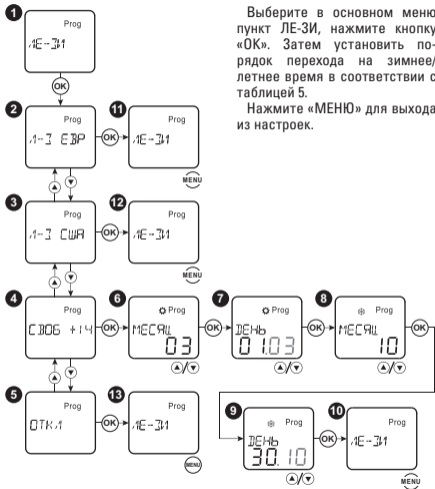 Выберите в основном меню
пункт ЛЕ-ЗИ, нажмите кнопку
«ОК». Затем установить по-
рядок перехода на зимнее/
летнее время в соответствии с
таблицей 5.
Нажмите «МЕНЮ» для выхода
из настроек.
1
Prog
ЛЕ-ЗИ
OK
2
Prog
Л-З ЕВР
OK
11
Prog
ЛЕ-ЗИ
MENU
3
Prog
Л-З США
OK
12
Prog
ЛЕ-ЗИ
MENU
4
Prog
СВОБ +1Ч
OK
6
Prog
МЕСЯЦ
03
OK
7
Prog
ДЕНЬ
01.03
OK
8
Prog
МЕСЯЦ
10
OK
5
Prog
ОТКЛ
OK
13
Prog
ЛЕ-ЗИ
MENU
9
Prog
ДЕНЬ
30.10
OK
10
Prog
ЛЕ-ЗИ
MENU